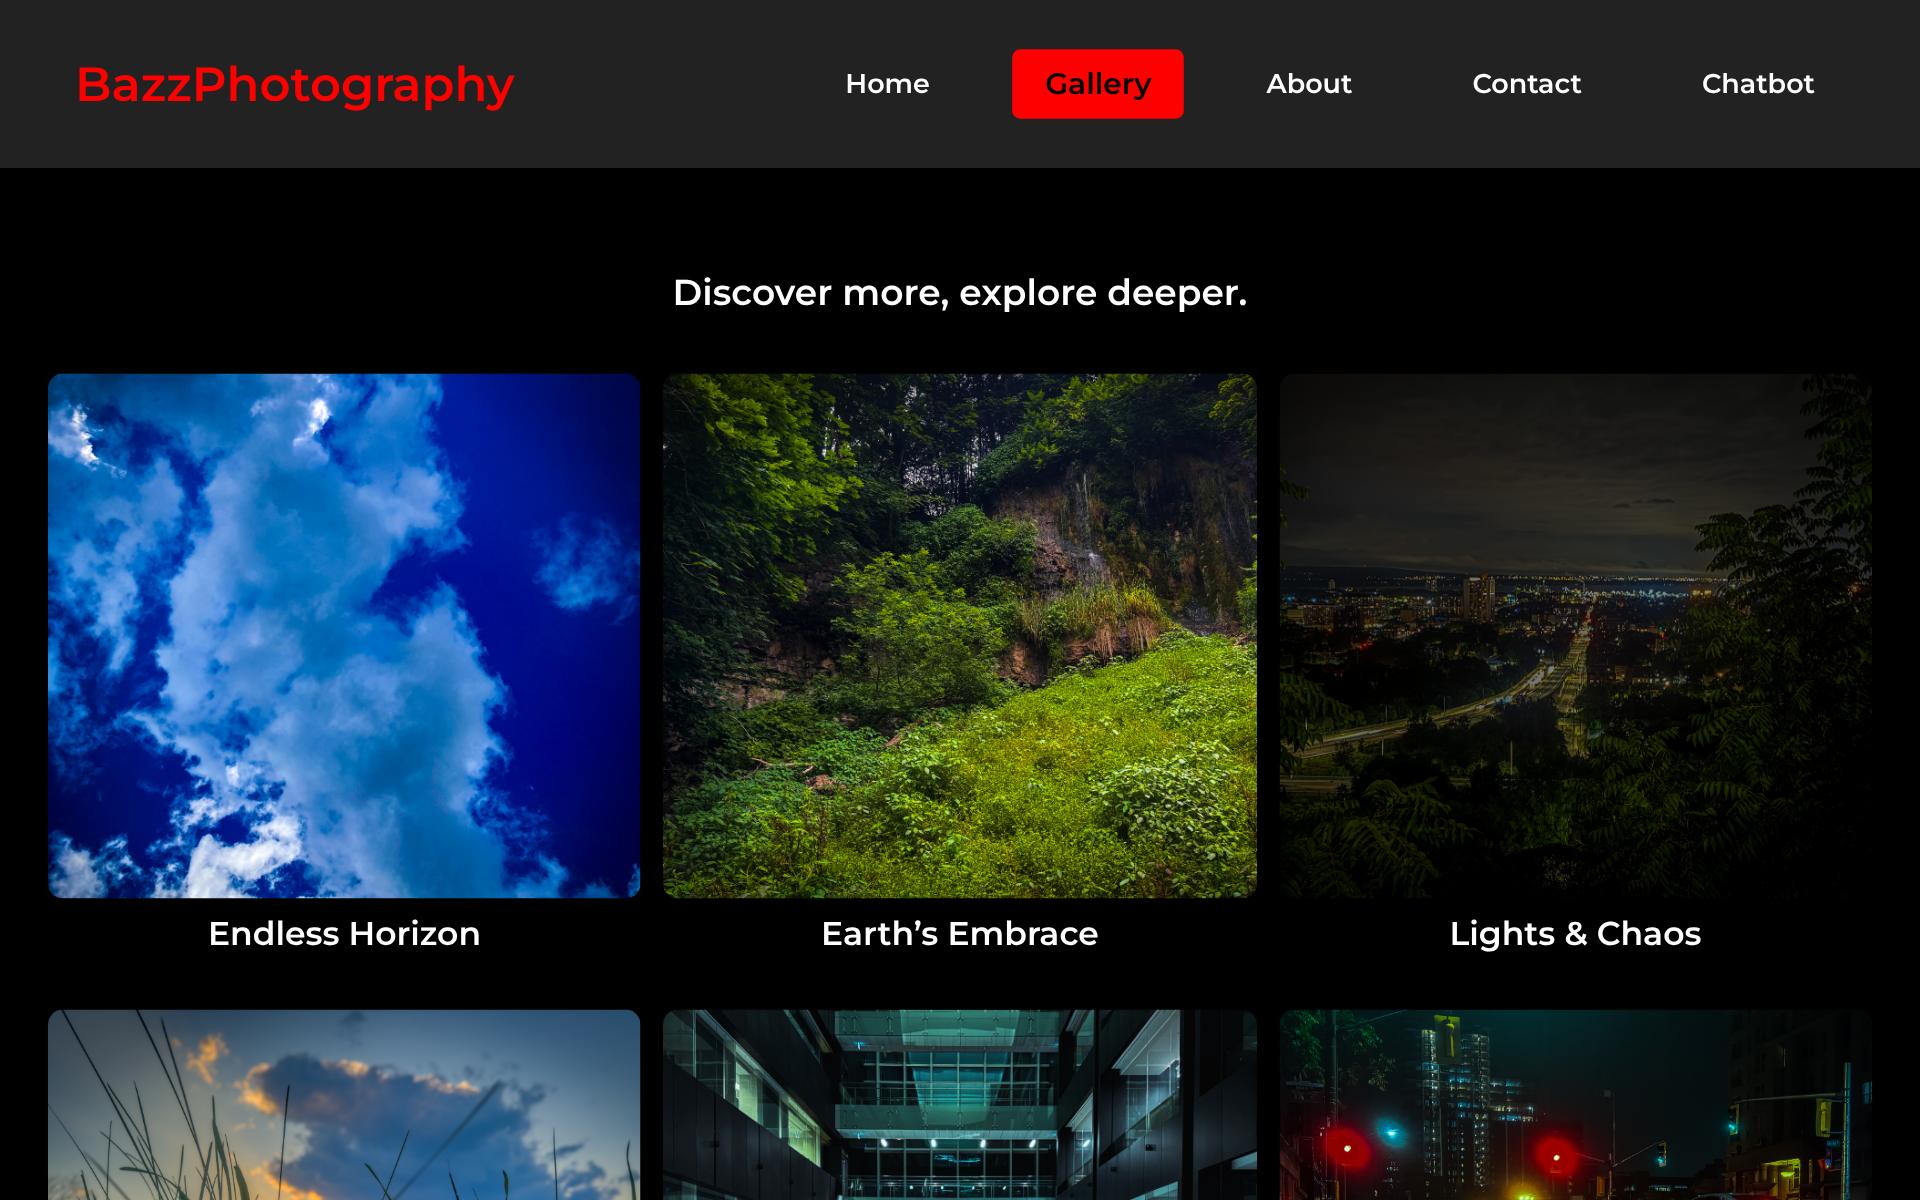 BazzPhotography
Home
Gallery
About
Contact
Chatbot
Discover more, explore deeper.
Endless Horizon
Earth’s Embrace
Lights & Chaos